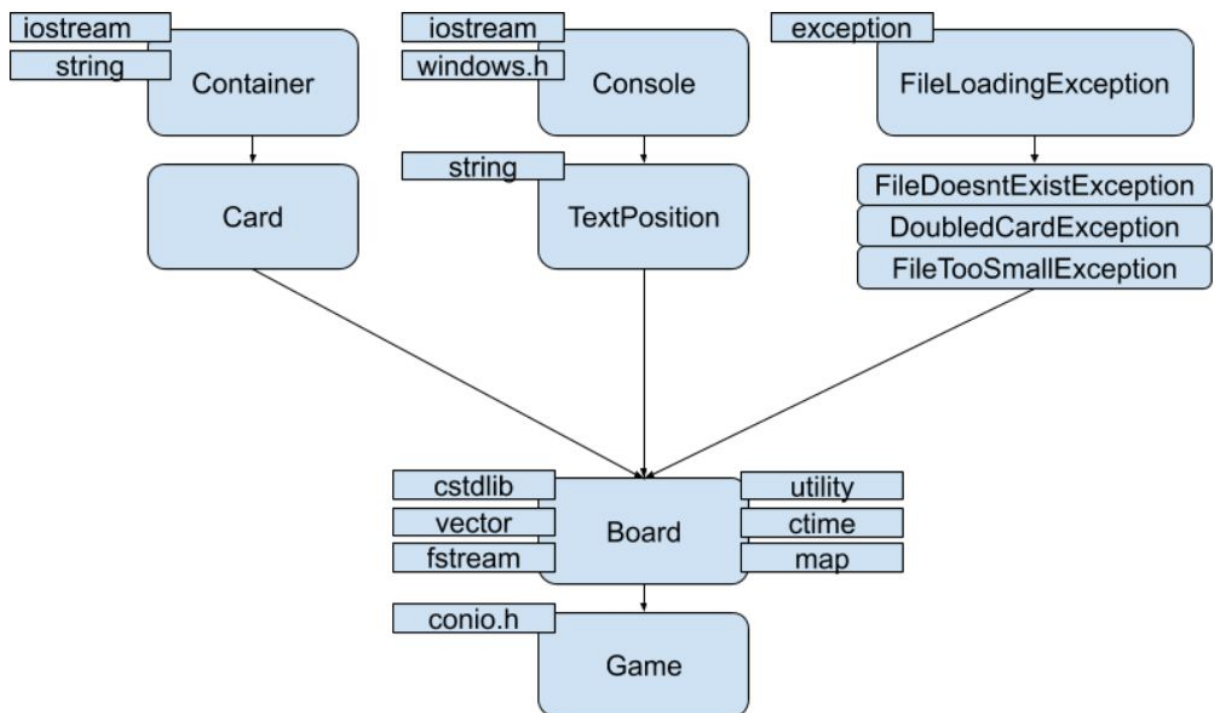 iostream
string
Container
Card
iostream
windows.h
Console
string
TextPosition
exception
FileLoadingException
FileDoesntExistException
DoubledCardException
FileTooSmallException
cstdlib
vector
fstream
Board
utility
ctime
map
conio.h
Game